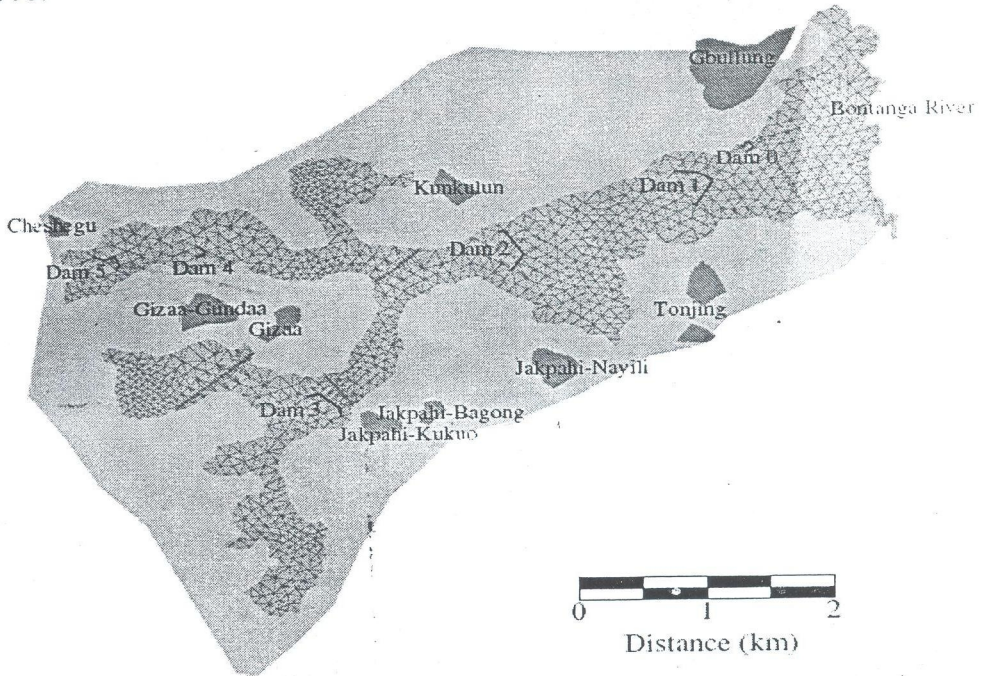 Gbullung
Bontanga River
Dam 0
Dam 1
Kunkulun
Cheshegu
Dam 2
Dam 5
Dam 4
Gizaa-Gundaa
Gizaa
Tonjing
Jakpahi-Nayili
Dam 3
Jakpahi-Bagong
Jakpahi-Kukuo
0 1 2
Distance (km)